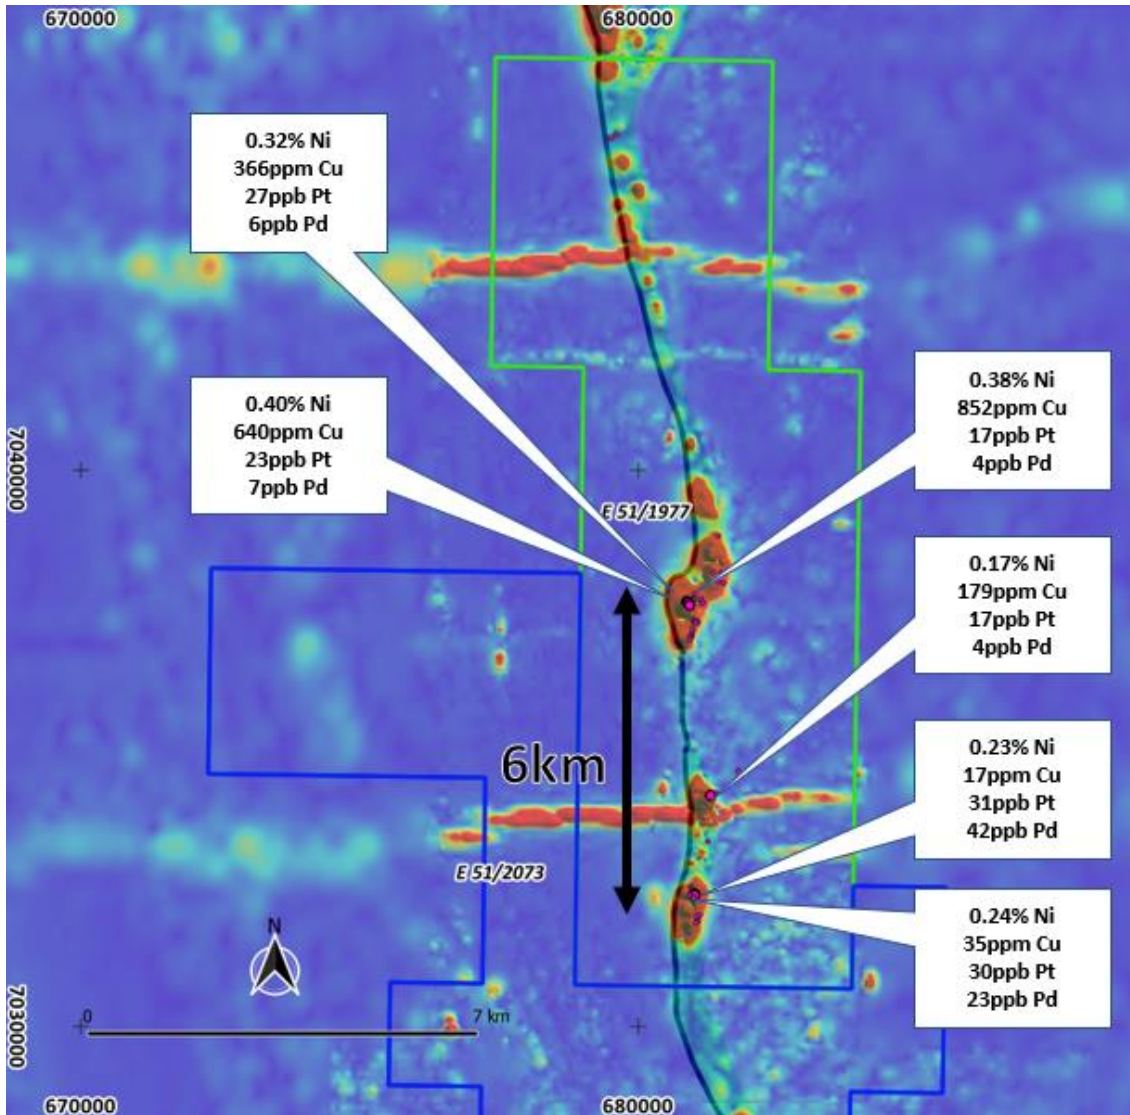 670000
680000
0.32% Ni
366ppm Cu
27ppb Pt
6ppb Pd
0.40% Ni
640ppm Cu
23ppb Pt
7ppb Pd
0.38% Ni
852ppm Cu
17ppb Pt
4ppb Pd
7040000
7040000
E 51/1977
0.17% Ni
179ppm Cu
17ppb Pt
4ppb Pd
6km
0.23% Ni
17ppm Cu
31ppb Pt
42ppb Pd
E 51/2073
0.24% Ni
35ppm Cu
30ppb Pt
23ppb Pd
N
0
7 km
7030000
7030000
670000
680000